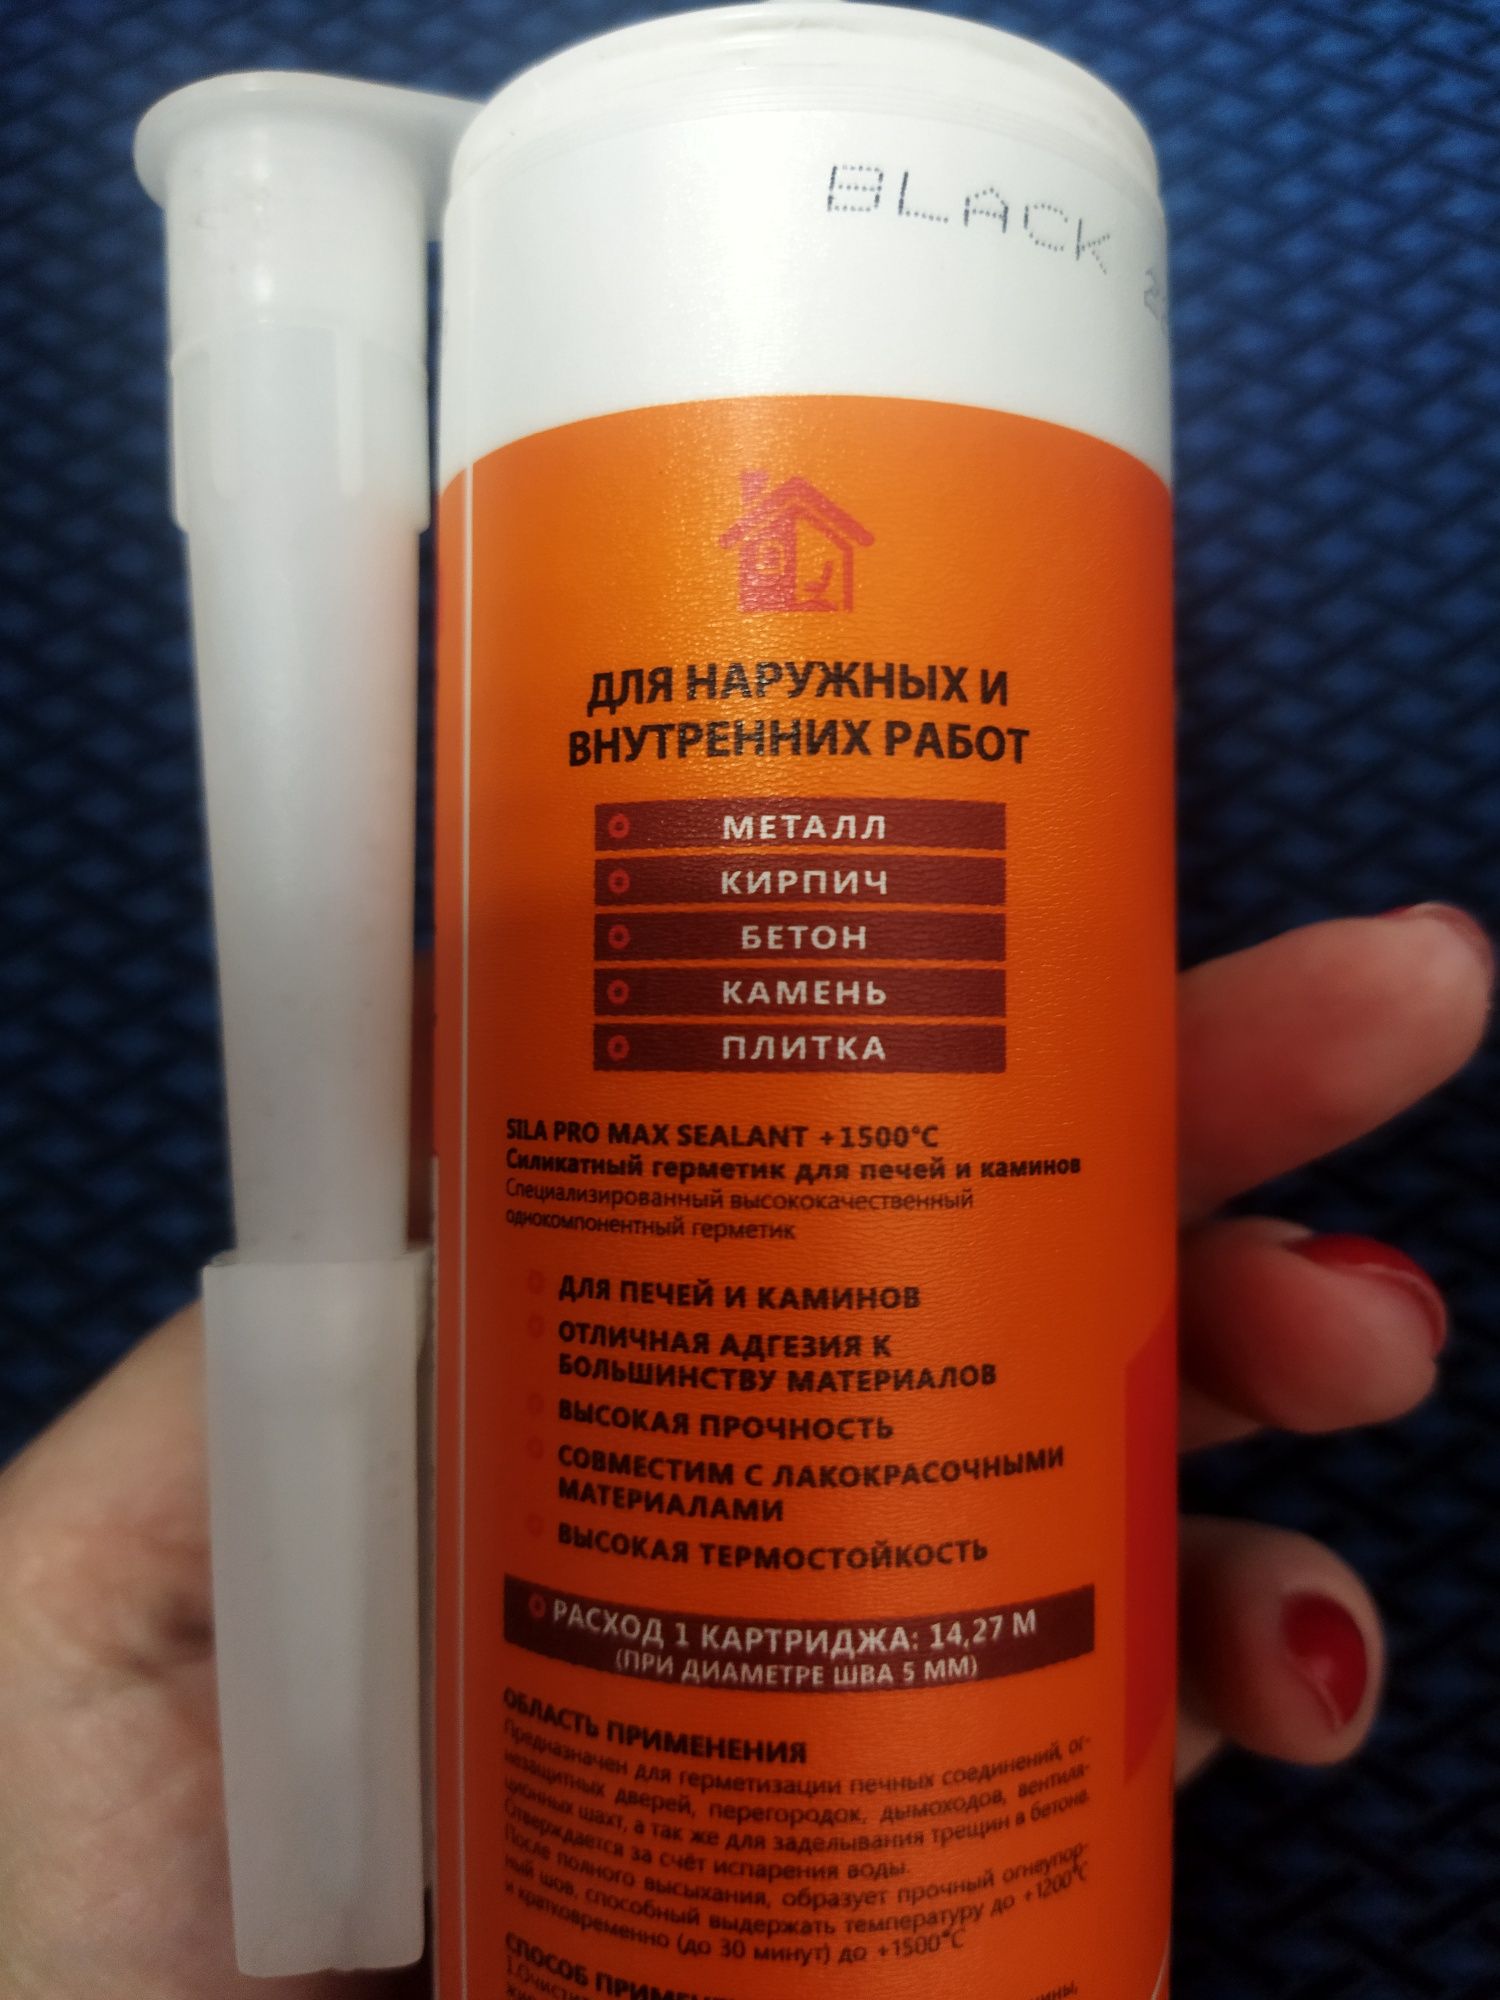 BLACK
ДЛЯ НАРУЖНЫХ И
ВНУТРЕННИХ РАБОТ
МЕТАЛЛ
КИРПИЧ
БЕТОН
КАМЕНЬ
ПЛИТКА
SILA PRO MAX SEALANT +1500°C
Силикатный герметик для печей и каминов
Специализированный высококачественный
однокомпонентный герметик
ДЛЯ ПЕЧЕЙ И КАМИНОВ
ОТЛИЧНАЯ АДГЕЗИЯ К
БОЛЬШИНСТВУ МАТЕРИАЛОВ
ВЫСОКАЯ ПРОЧНОСТЬ
СОВМЕСТИМ С ЛАКОКРАСОЧНЫМИ
МАТЕРИАЛАМИ
ВЫСОКАЯ ТЕРМОСТОЙКОСТЬ
РАСХОД 1 КАРТРИДЖА: 14,27 М
(ПРИ ДИАМЕТРЕ ШВА 5 ММ)
ОБЛАСТЬ ПРИМЕНЕНИЯ
Предназначен для герметизации печных соединений, ог-
незащитных дверей, перегородок, дымоходов, вентиля-
ционных шахт, а так же для заделывания трещин в бетоне.
Отверждается за счёт испарения воды.
После полного высыхания, образует прочный огнеупор-
ный шов, способный выдержать температуру до +1200°C
и кратковременно (до 30 минут) до +1500°C
СПОСОБ